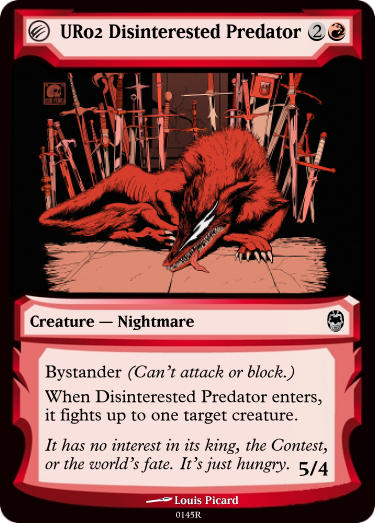 URo2 Disinterested Predator 2
Creature — Nightmare
Bystander (Can't attack or block.)
When Disinterested Predator enters,
it fights up to one target creature.
It has no interest in its king, the Contest,
or the world's fate. It's just hungry.
5/4
Louis Picard
0145R